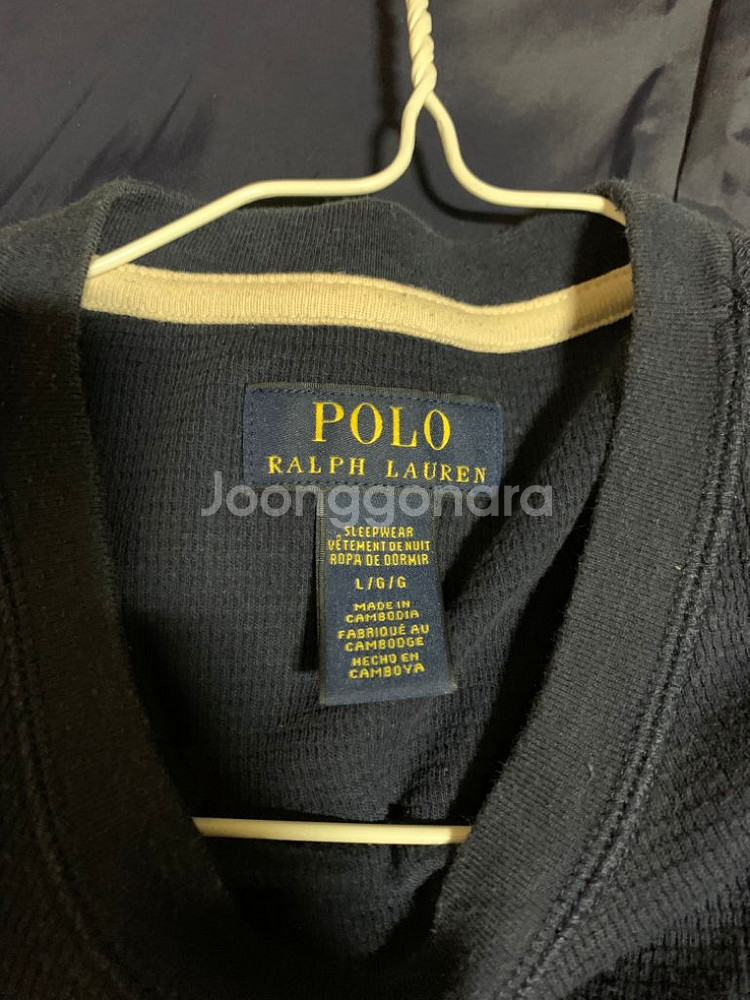 POLO
RALPH LAUREN
Joonggonara
SLEEPWEAR
VÊTEMENT DE NUIT
ROPA DE DORMIR
L/G/G
MADE IN
CAMBODIA
FABRIQUÉ AU
CAMBODGE
HECHO EN
CAMBOYA